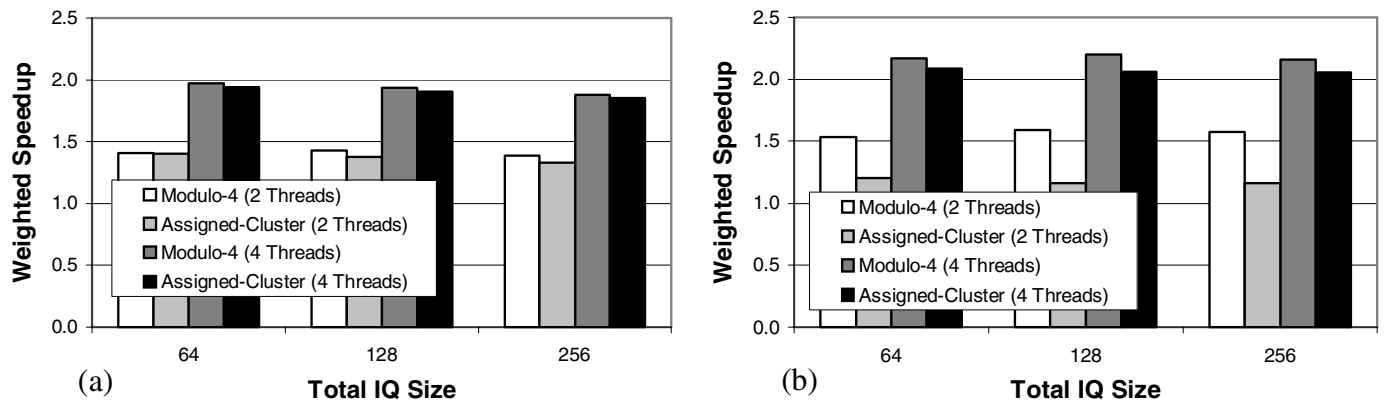 2.5
2.0
1.5
1.0
0.5
0.0
Weighted Speedup
Modulo-4 (2 Threads)
Assigned-Cluster (2 Threads)
Modulo-4 (4 Threads)
Assigned-Cluster (4 Threads)
64 128 256
(a) Total IQ Size
2.5
2.0
1.5
1.0
0.5
0.0
Weighted Speedup
Modulo-4 (2 Threads)
Assigned-Cluster (2 Threads)
Modulo-4 (4 Threads)
Assigned-Cluster (4 Threads)
64 128 256
(b) Total IQ Size